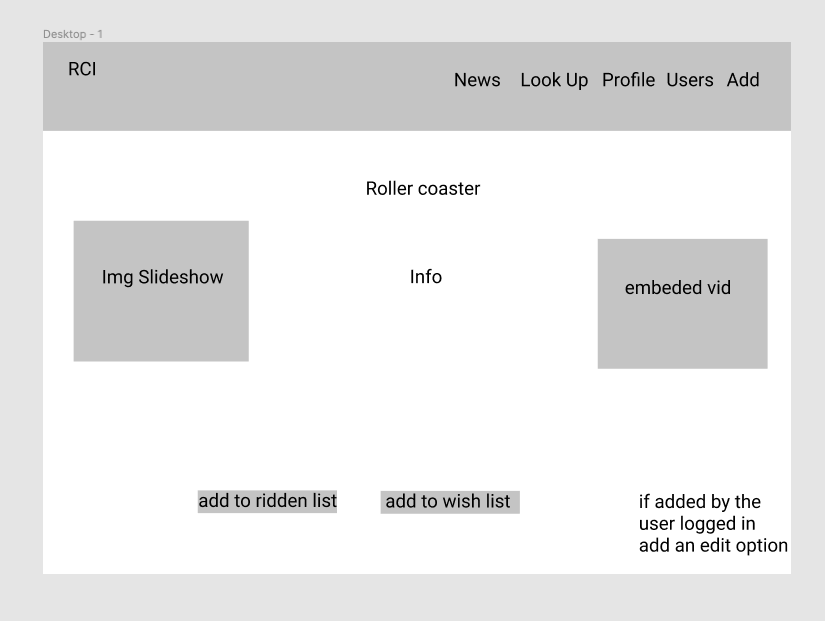 Desktop - 1
RCI
News Look Up Profile Users Add
Roller coaster
Img Slideshow
Info
embeded vid
add to ridden list
add to wish list
if added by the
user logged in
add an edit option